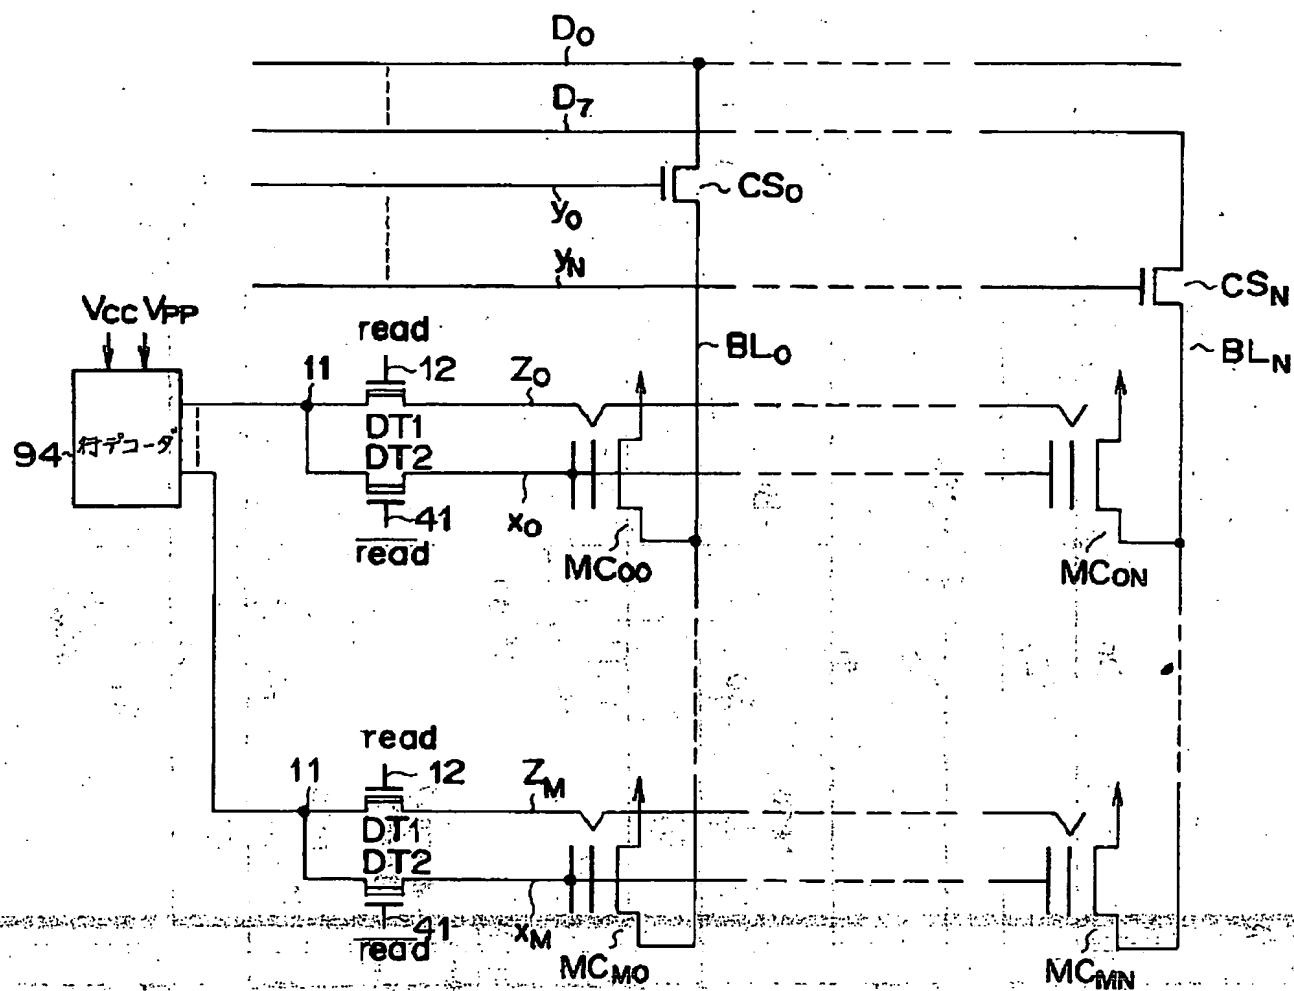 D0
D7
CS0
y0
yN
CSN
VCC VPP
read
BL0
BLN
11
12
Z0
DT1
94
行デコーダ
DT2
x0
41
read
MC00
MC0N
read
11
12
ZM
DT1
DT2
xM
41
read
MCM0
MCMN